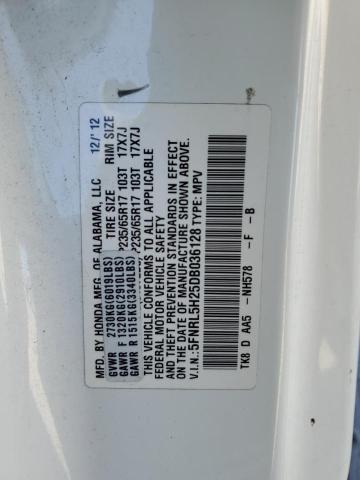 MFD. BY HONDA MFG. OF ALABAMA, LLC 12/'12
GVWR 2730KG(6019LBS) TIRE SIZE RIM SIZE
GAWR F 1320KG(2910LBS) P235/65R17 103T 17X7J
GAWR R 1515KG(3340LBS) P235/65R17 103T 17X7J
THIS VEHICLE CONFORMS TO ALL APPLICABLE
FEDERAL MOTOR VEHICLE SAFETY
AND THEFT PREVENTION STANDARDS IN EFFECT
ON THE DATE OF MANUFACTURE SHOWN ABOVE.
V.I.N.:5FNRL5H25DB036128 TYPE: MPV
TK8 D AA5 -NH578 -F -B